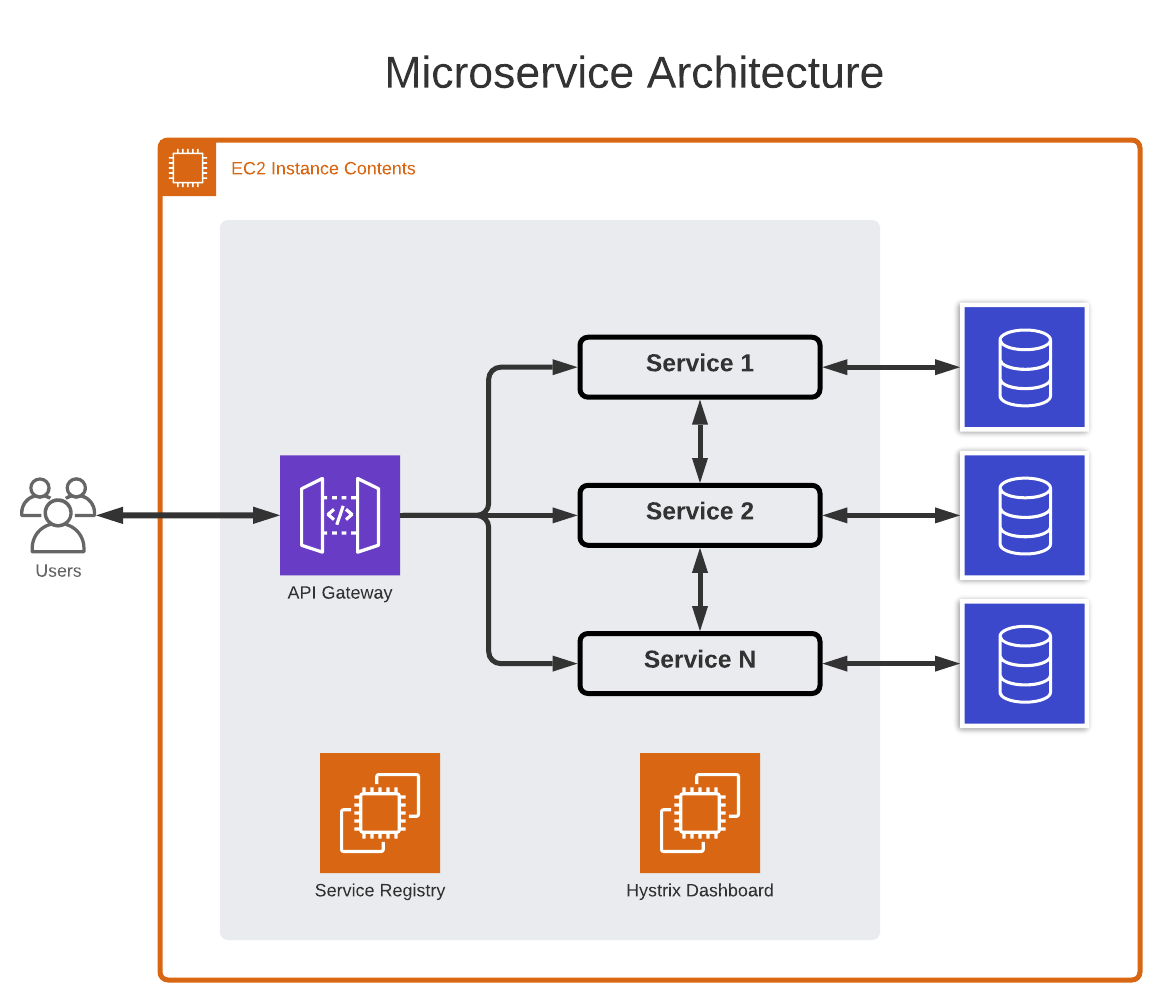 Microservice Architecture
EC2 Instance Contents
Service 1
Service 2
</>
Users
API Gateway
Service N
Service Registry
Hystrix Dashboard